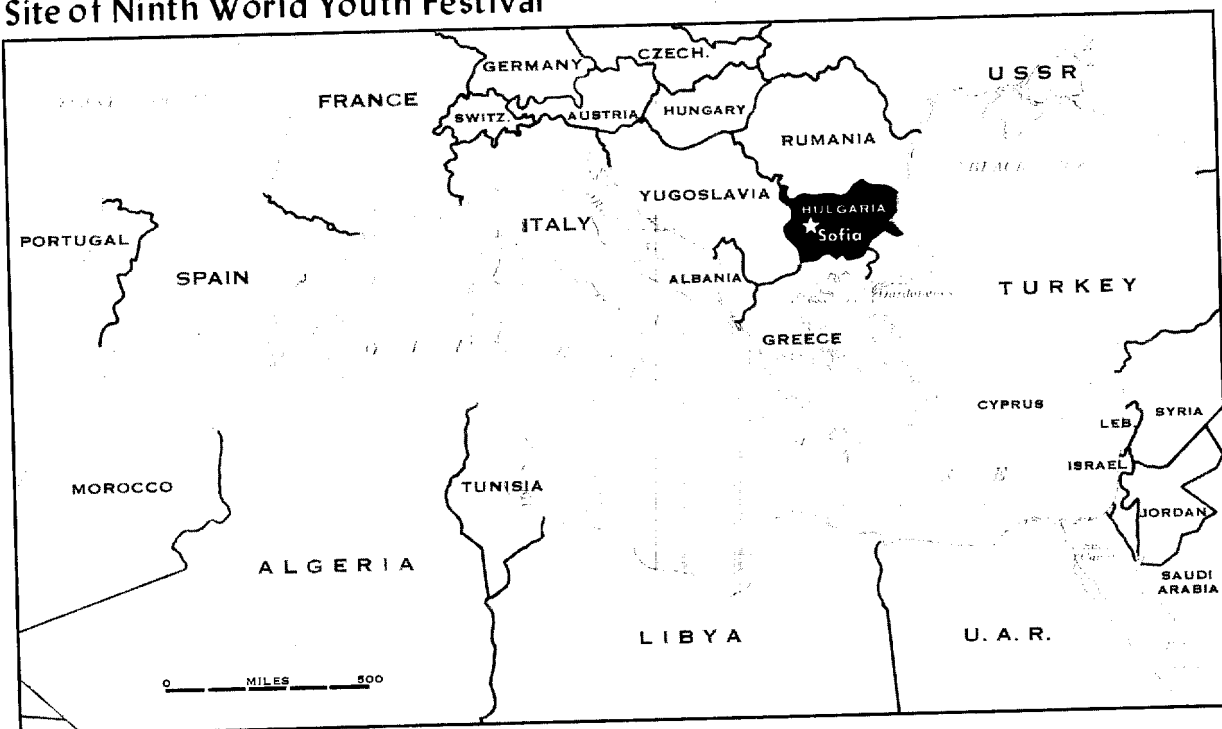 Site of Ninth World Youth Festival
GERMANY
CZECH.
USSR
FRANCE
SWITZ.
AUSTRIA
HUNGARY
RUMANIA
YUGOSLAVIA
HULGARIA
Sofia
ITALY
PORTUGAL
SPAIN
ALBANIA
TURKEY
GREECE
CYPRUS
SYRIA
LEB.
ISRAEL
JORDAN
MOROCCO
TUNISIA
ALGERIA
SAUDI
ARABIA
LIBYA
U. A. R.
0 MILES 500